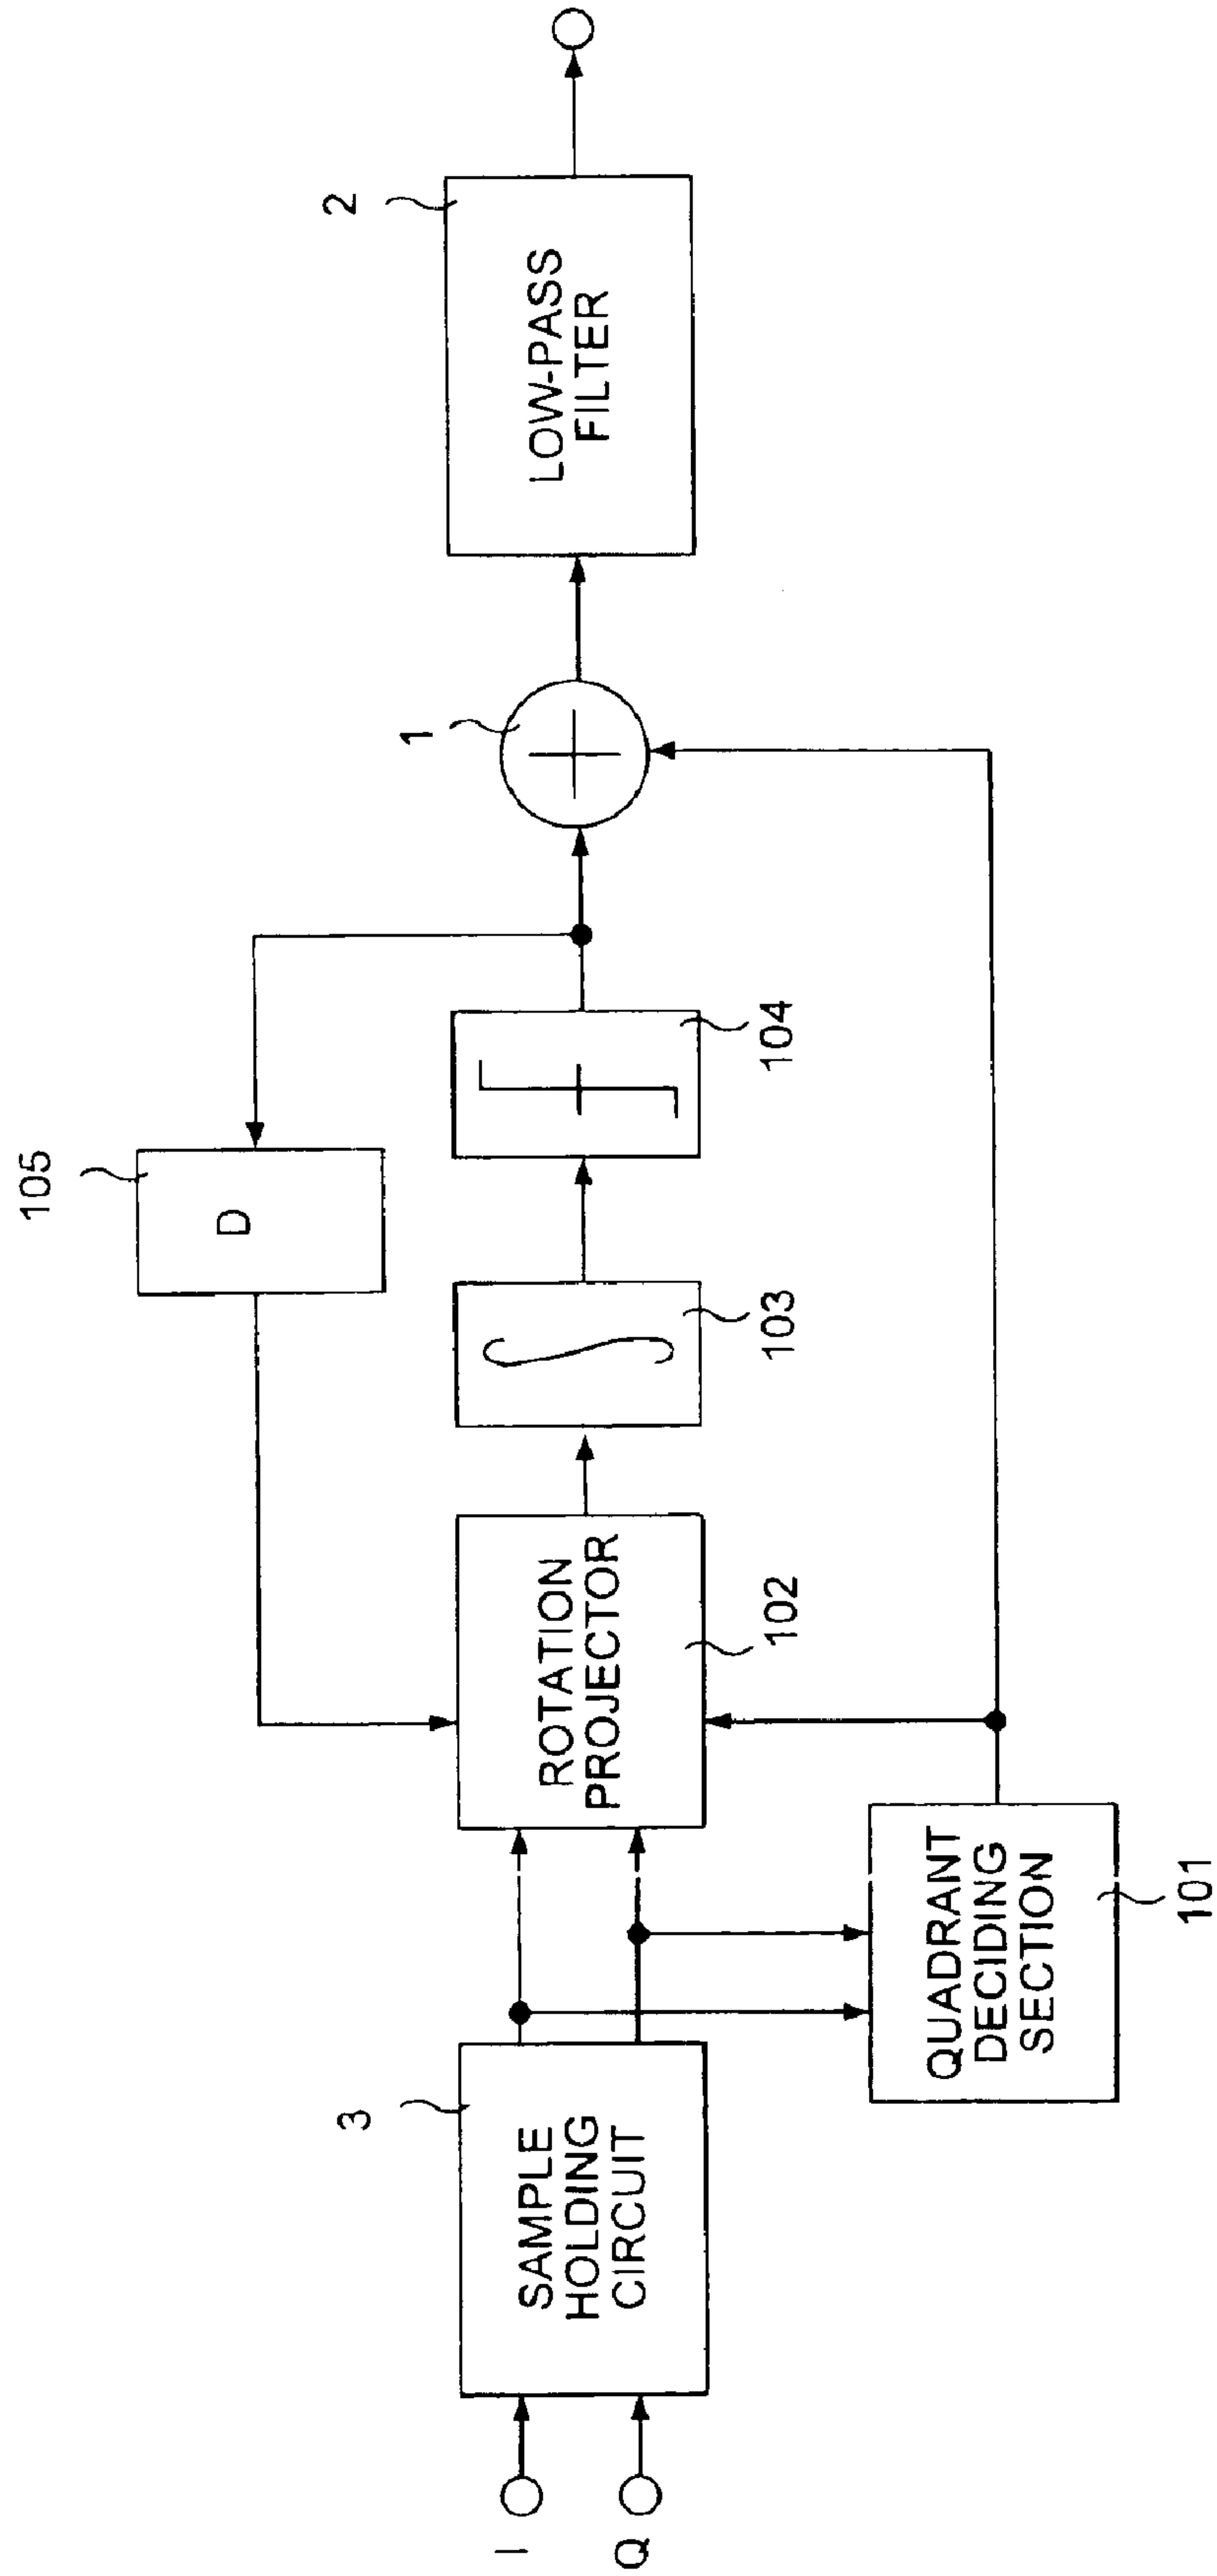 I
Q
3
SAMPLE
HOLDING
CIRCUIT
QUADRANT
DECIDING
SECTION
101
ROTATION
PROJECTOR
102
105
D
∫
103
104
1
+
2
LOW-PASS
FILTER